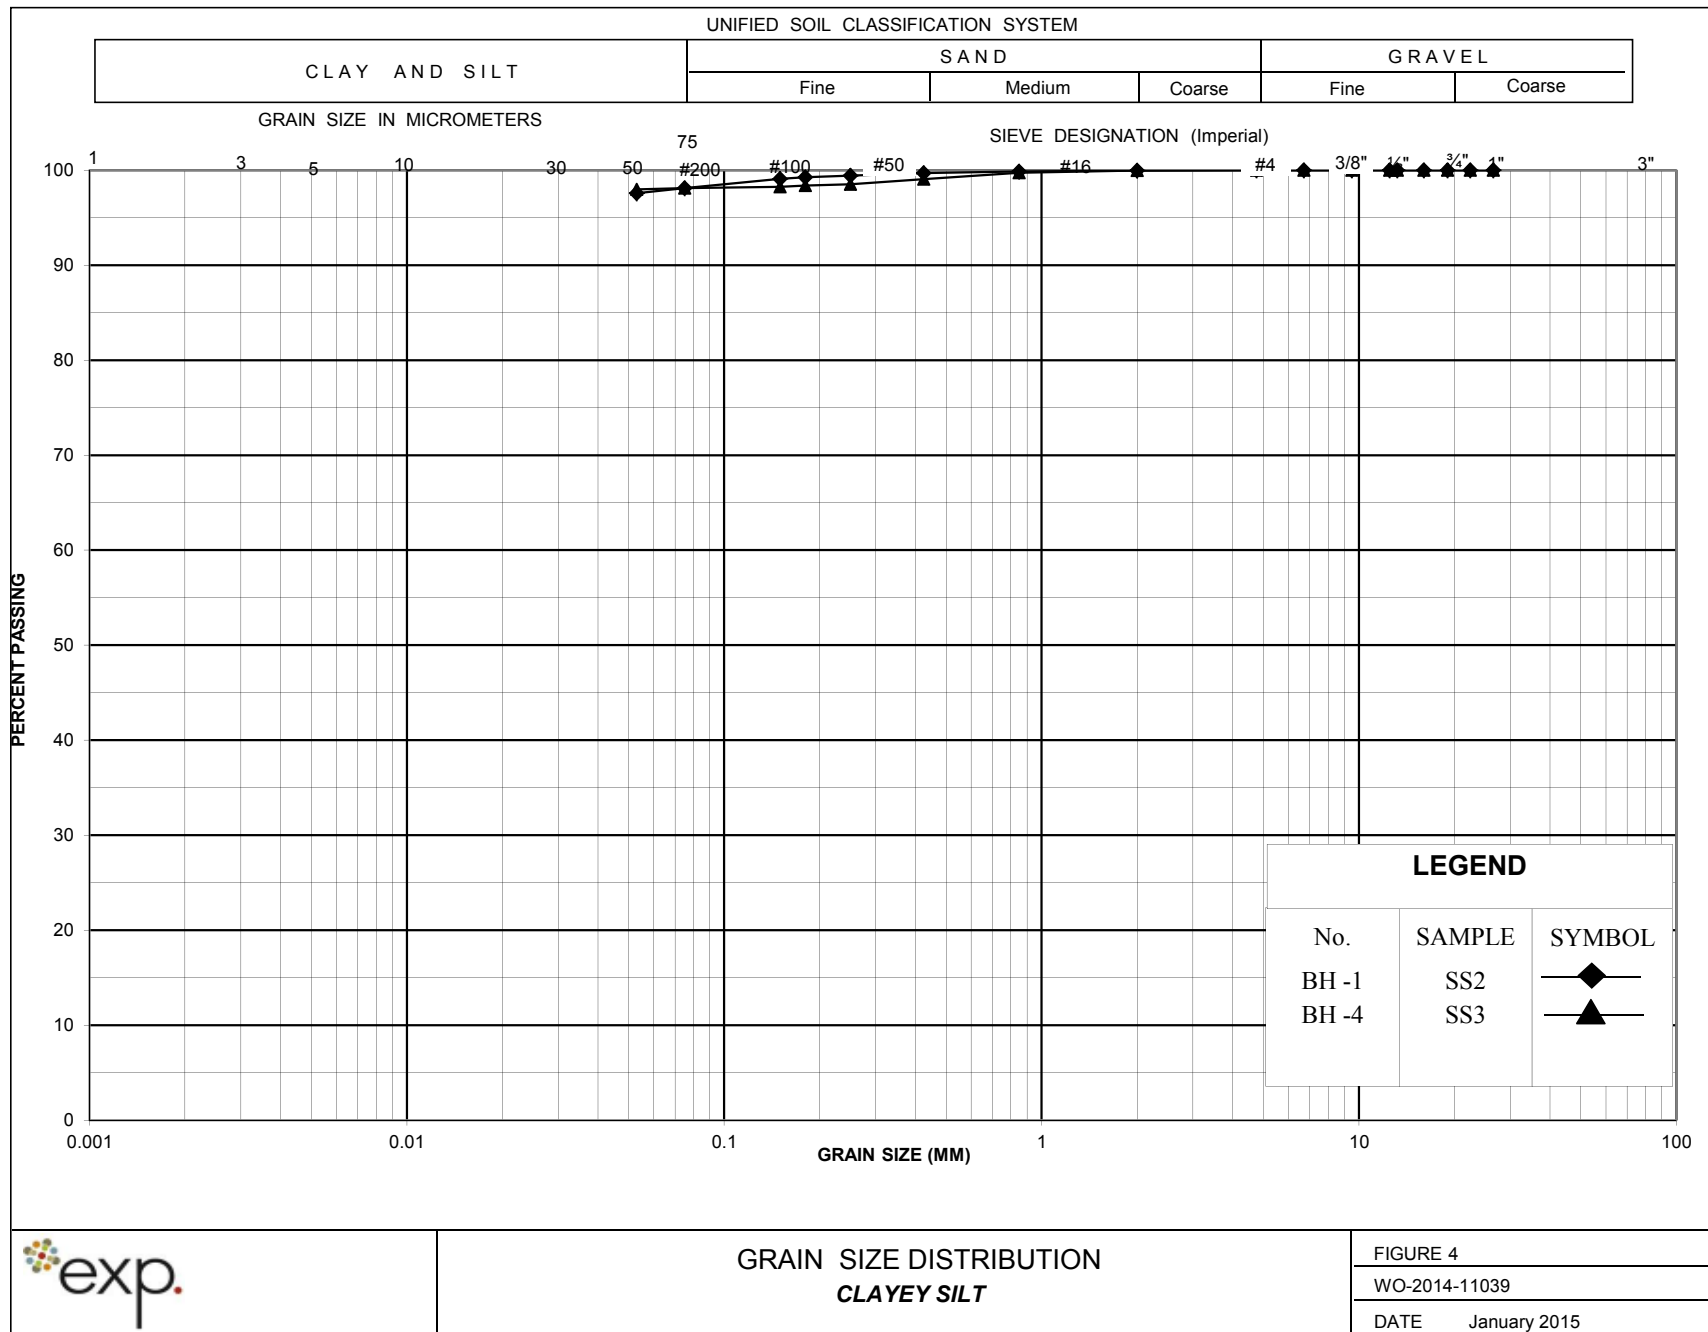 UNIFIED SOIL CLASSIFICATION SYSTEM
CLAY AND SILT
SAND
GRAVEL
Fine Medium Coarse Fine Coarse
GRAIN SIZE IN MICROMETERS
SIEVE DESIGNATION (Imperial)
75
1 3 5 10 30 50 #200 #100 #50 #16 #4 3/8" ½" ¾" 1" 3"
100
90
80
70
60
50
40
30
20
10
0
PERCENT PASSING
0.001 0.01 0.1 1 10 100
GRAIN SIZE (MM)
LEGEND
No. SAMPLE SYMBOL
BH -1 SS2
BH -4 SS3
exp.
GRAIN SIZE DISTRIBUTION
CLAYEY SILT
FIGURE 4
WO-2014-11039
DATE January 2015